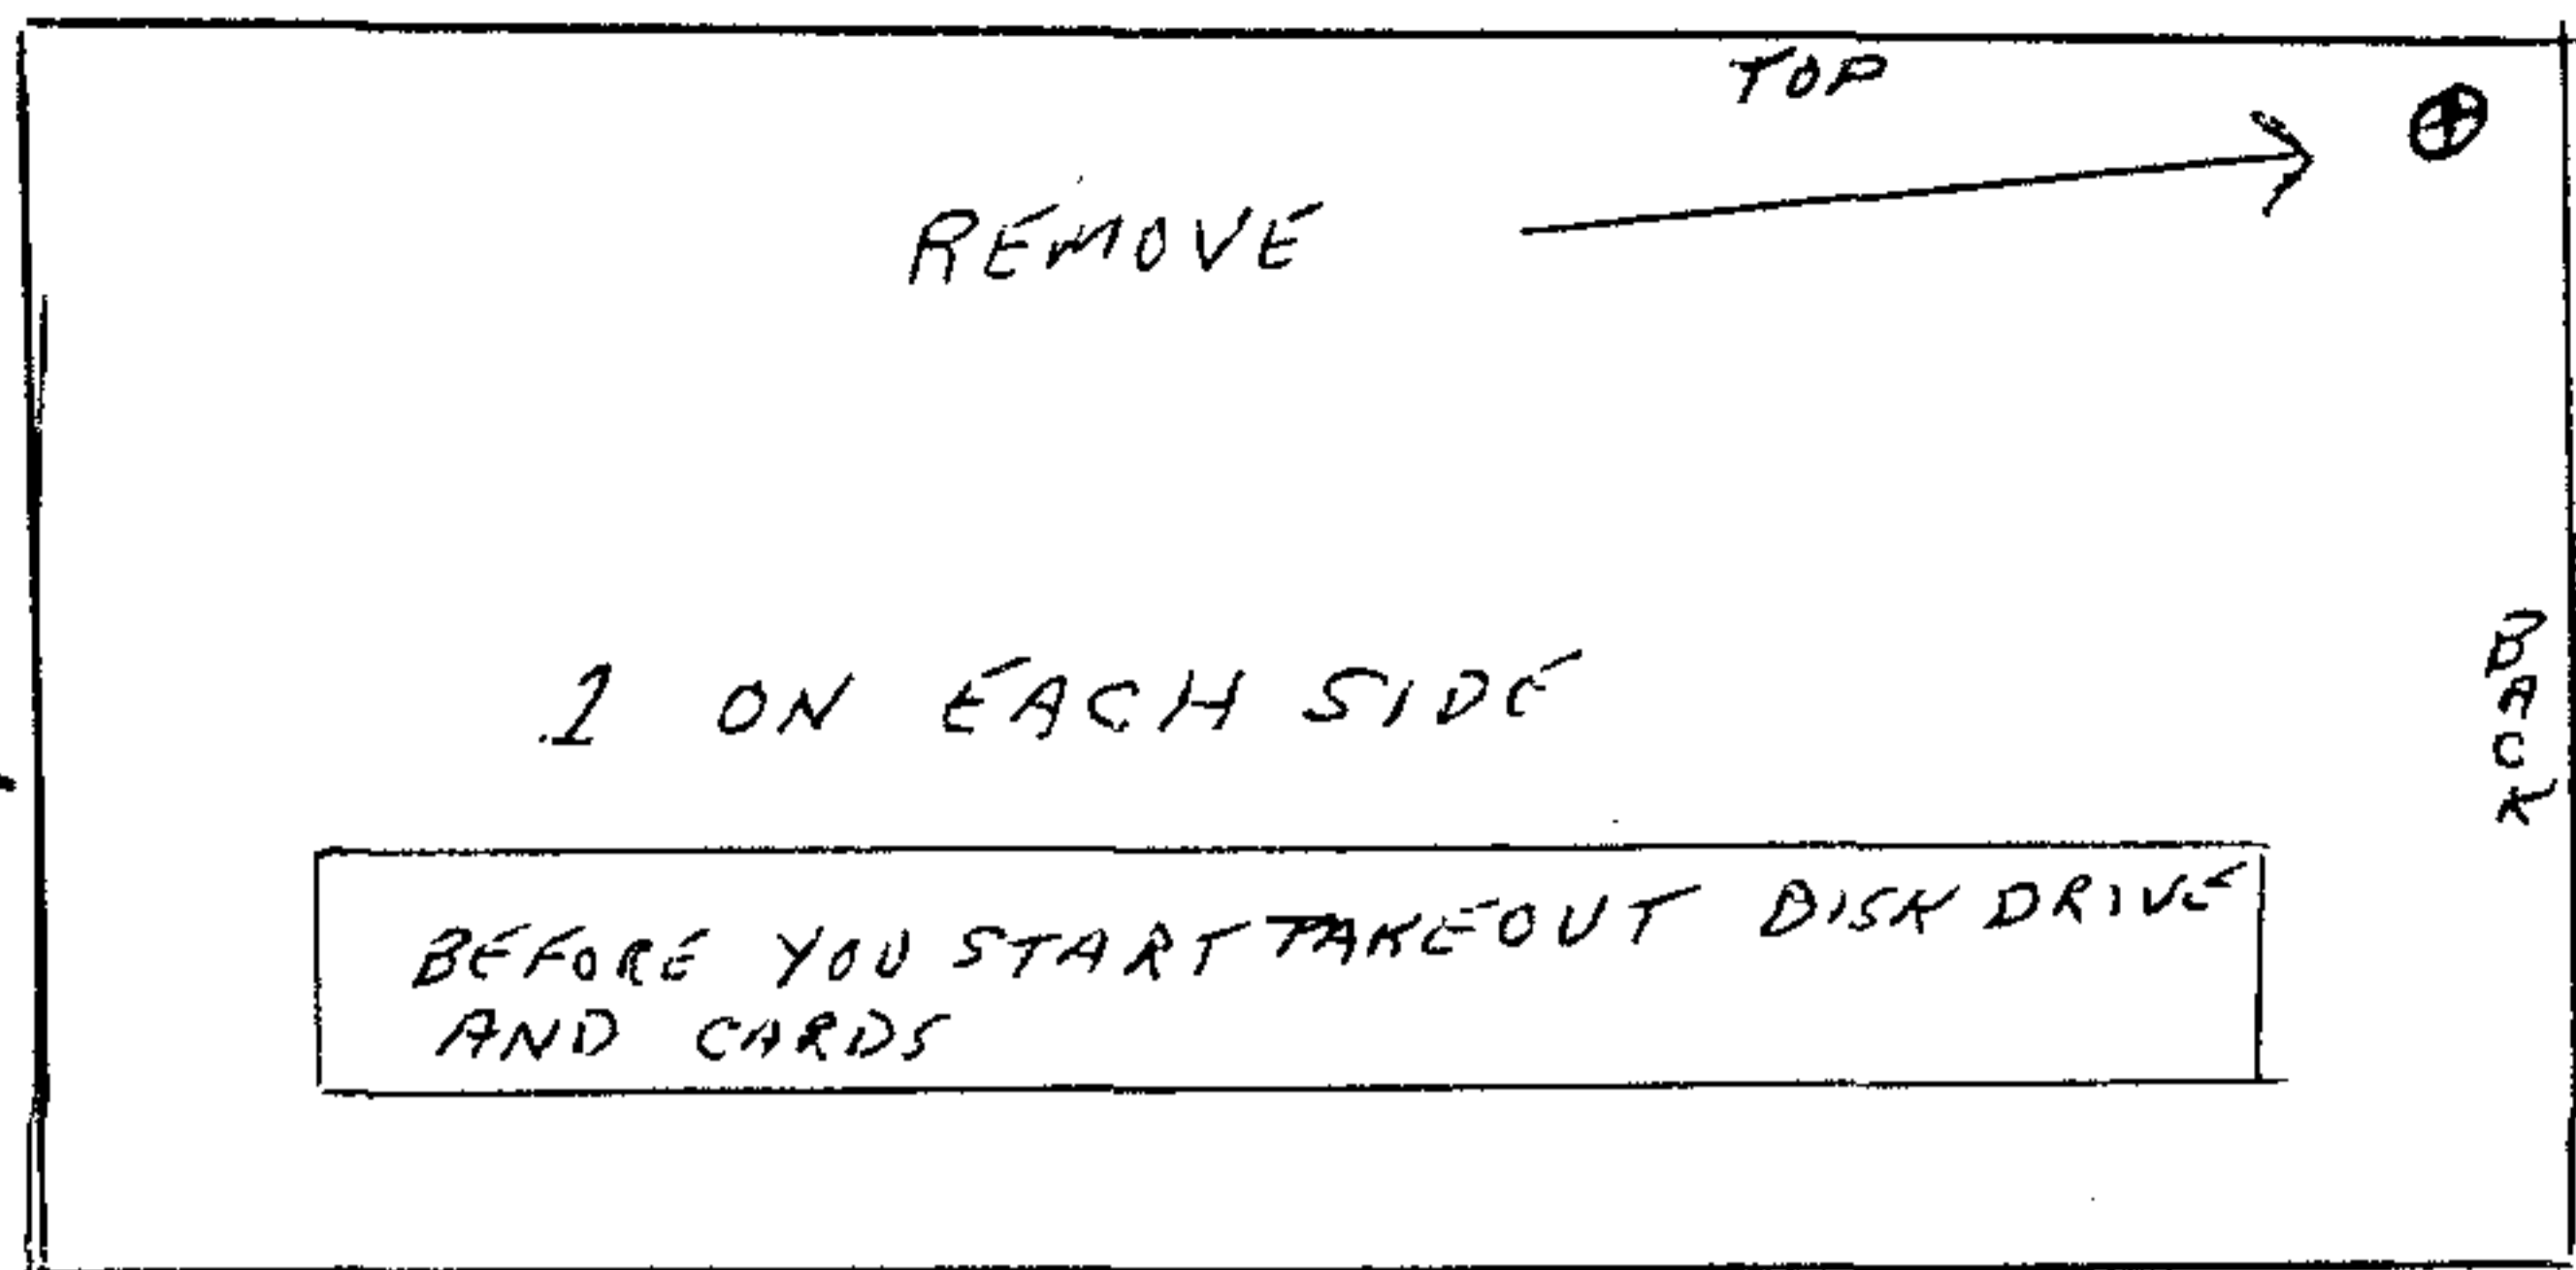 TOP
REMOVE
1 ON EACH SIDE
BACK
BEFORE YOU START TAKE OUT DISK DRIVE
AND CARDS